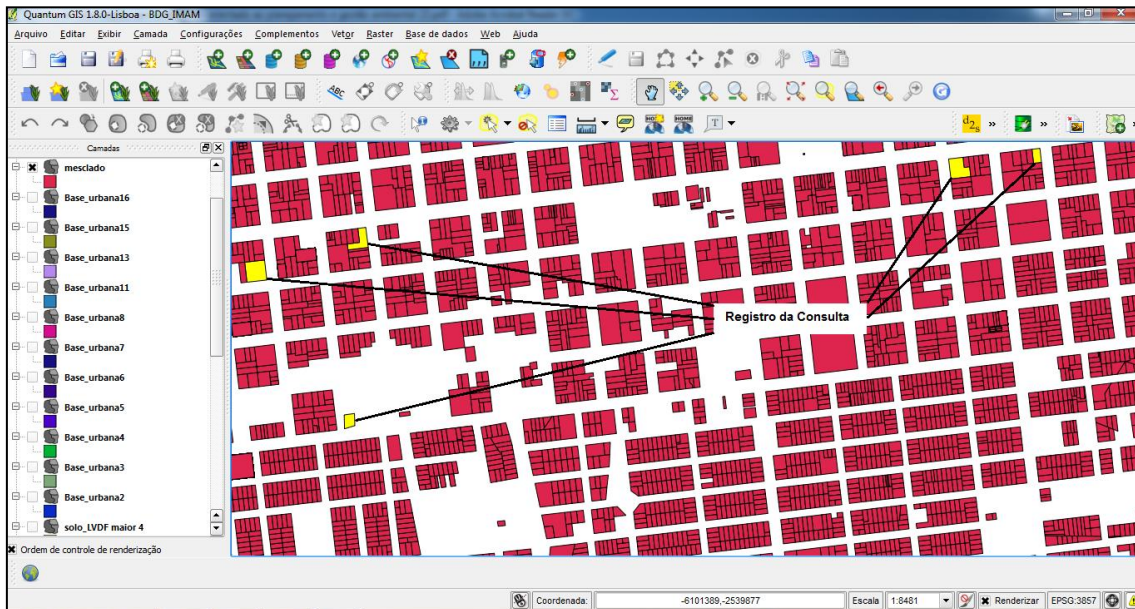 Quantum GIS 1.8.0-Lisboa - BDG_IMAM
Arquivo Editar Exibir Camada Configurações Complementos Vetor Raster Base de dados Web Ajuda
Camadas
mesclado
Base_urbana16
Base_urbana15
Base_urbana13
Base_urbana11
Base_urbana8
Base_urbana7
Base_urbana6
Base_urbana5
Base_urbana4
Base_urbana3
Base_urbana2
solo_LVDF maior 4
Registro da Consulta
Ordem de controle de renderização
Coordenada: -6101389,-2539877 Escala 1:8481 Renderizar EPSG:3857